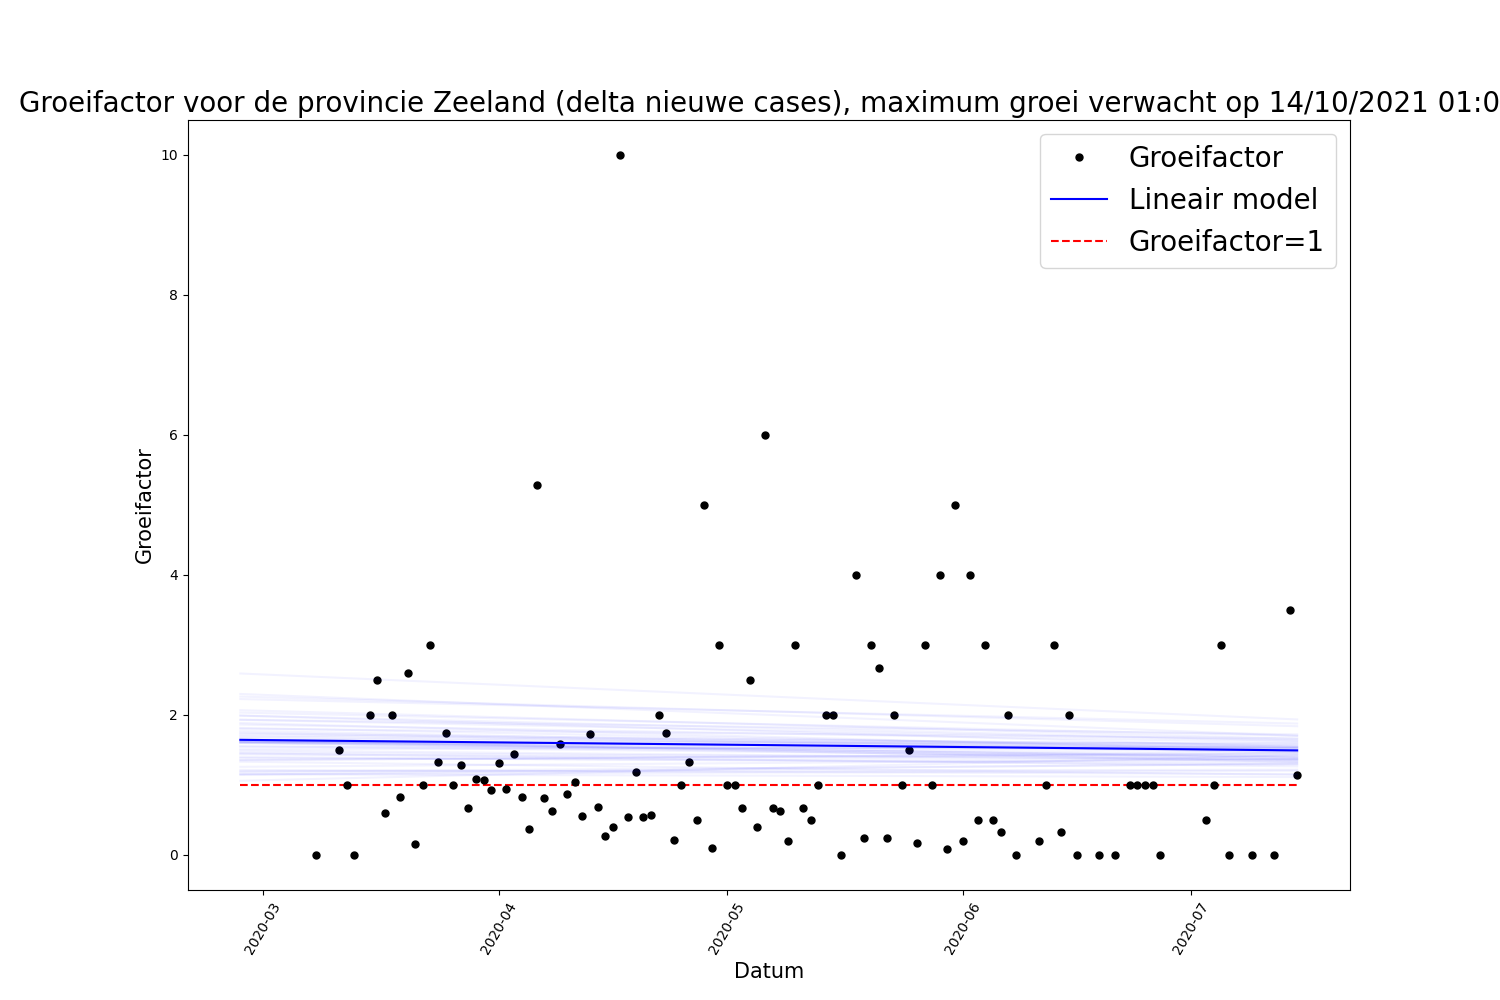 Groeifactor voor de provincie Zeeland (delta nieuwe cases), maximum groei verwacht op 14/10/2021 01:0
Groeifactor
Lineair model
Groeifactor=1
10
8
6
4
2
0
Groeifactor
2020-03
2020-04
2020-05
2020-06
2020-07
Datum